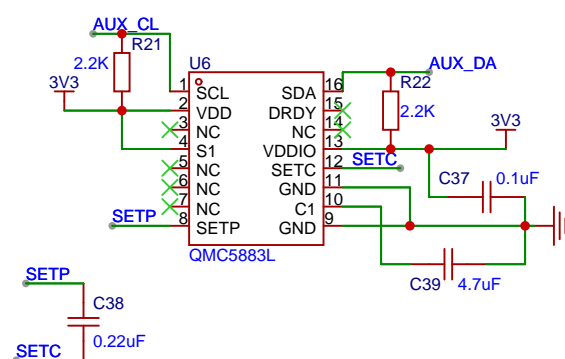 AUX_CL
R21
2.2K
3V3
U6
1 SCL
2 VDD
3 NC
4 S1
5 NC
6 NC
7 NC
8 SETP
SDA 16
DRDY 15
NC 14
VDDIO 13
SETC 12
GND 11
C1 10
GND 9
QMC5883L
AUX_DA
R22
2.2K
3V3
SETC
C37
0.1uF
SETP
C39
4.7uF
SETP
C38
0.22uF
SETC